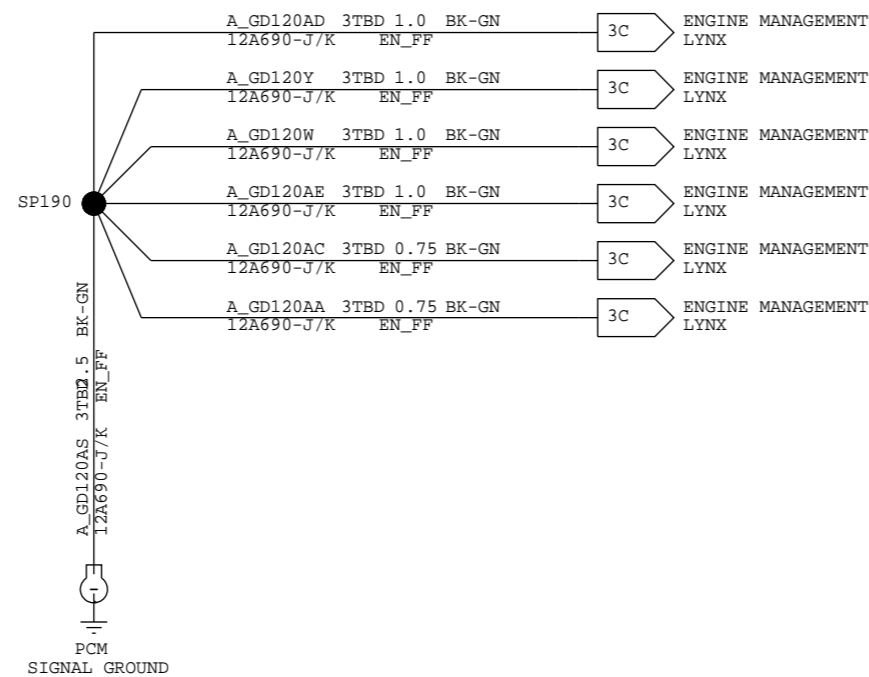 A_GD120AD 3TBD 1.0 BK-GN
12A690-J/K EN_FF
3C
ENGINE MANAGEMENT
LYNX
A_GD120Y 3TBD 1.0 BK-GN
12A690-J/K EN_FF
3C
ENGINE MANAGEMENT
LYNX
A_GD120W 3TBD 1.0 BK-GN
12A690-J/K EN_FF
3C
ENGINE MANAGEMENT
LYNX
SP190
A_GD120AE 3TBD 1.0 BK-GN
12A690-J/K EN_FF
3C
ENGINE MANAGEMENT
LYNX
A_GD120AC 3TBD 0.75 BK-GN
12A690-J/K EN_FF
3C
ENGINE MANAGEMENT
LYNX
A_GD120AA 3TBD 0.75 BK-GN
12A690-J/K EN_FF
3C
ENGINE MANAGEMENT
LYNX
A_GD120AS 3TBD 2.5 BK-GN
12A690-J/K EN_FF
PCM
SIGNAL GROUND